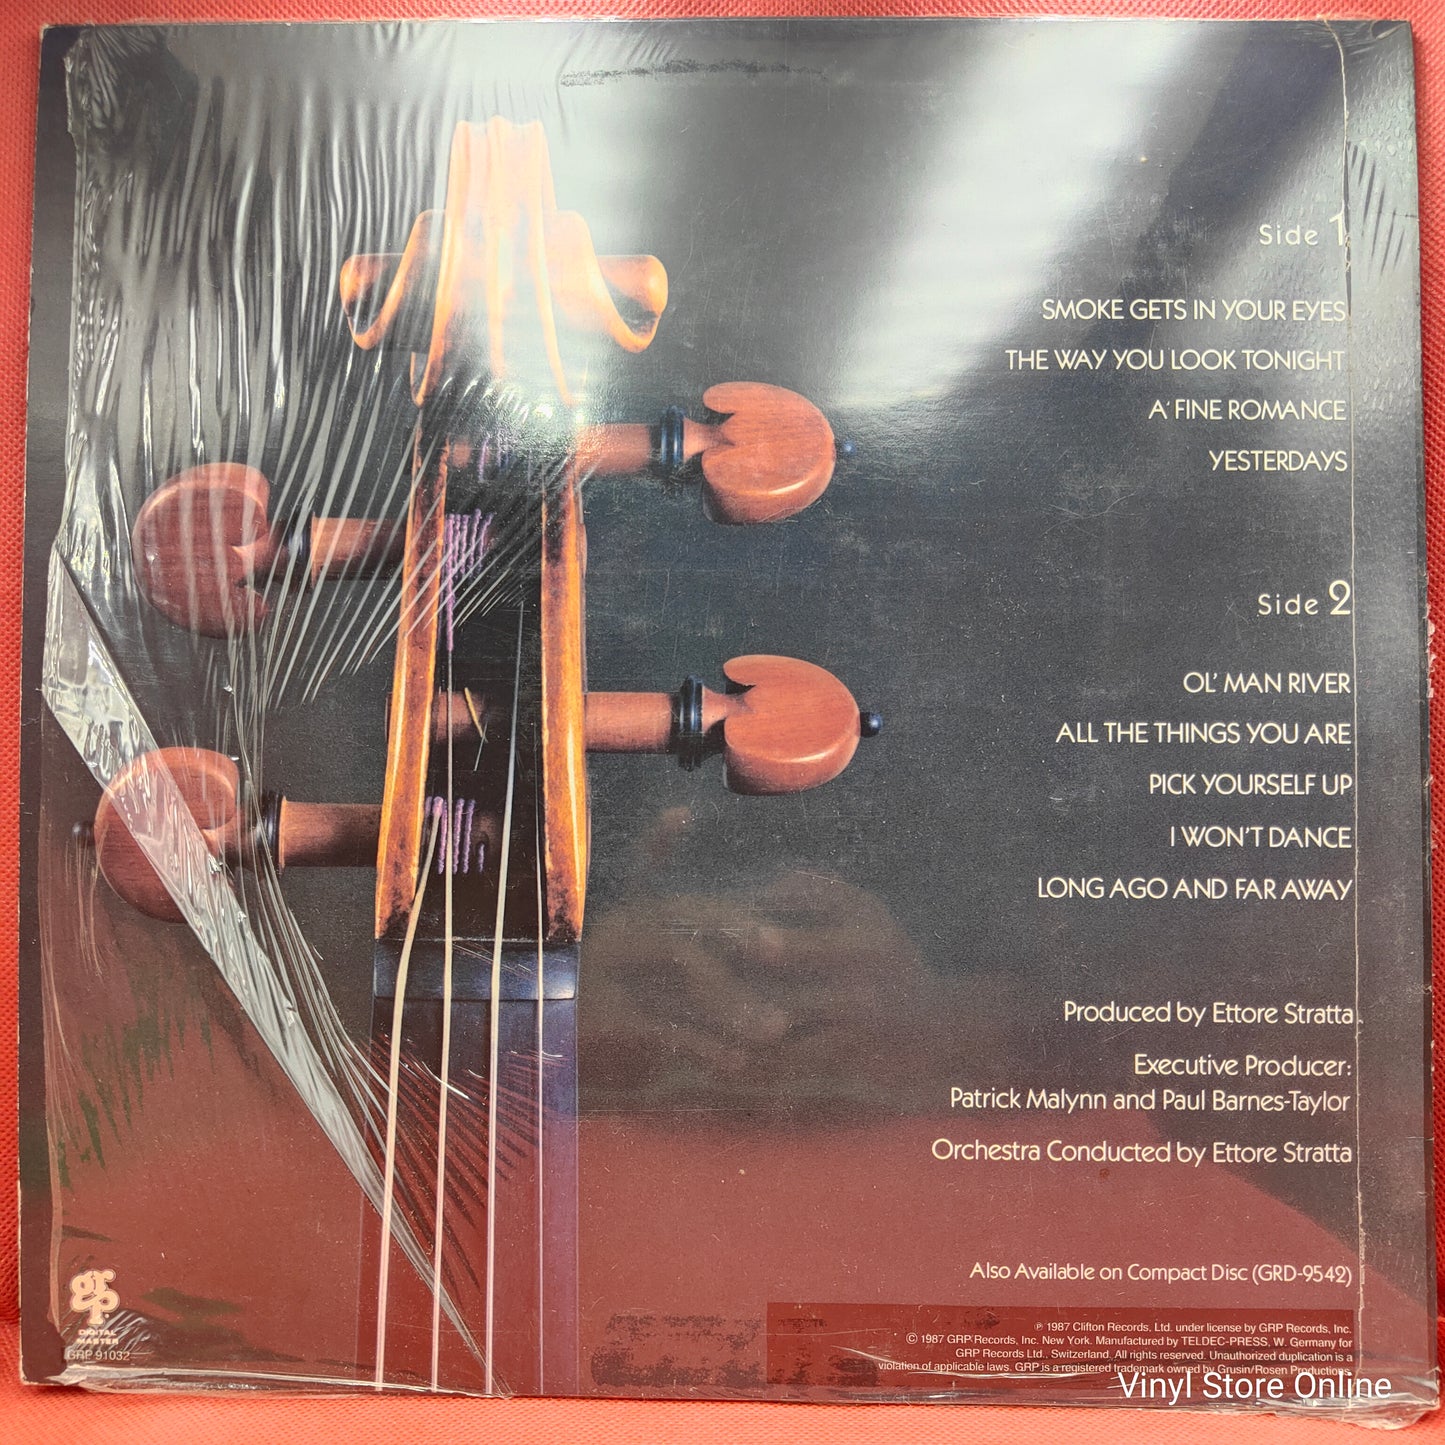 Side 1
SMOKE GETS IN YOUR EYES
THE WAY YOU LOOK TONIGHT
A FINE ROMANCE
YESTERDAYS
Side 2
OL' MAN RIVER
ALL THE THINGS YOU ARE
PICK YOURSELF UP
I WON'T DANCE
LONG AGO AND FAR AWAY
Produced by Ettore Stratta
Executive Producer:
Patrick Malynn and Paul Barnes-Taylor
Orchestra Conducted by Ettore Stratta
Also Available on Compact Disc (GRD-9542)
℗ 1987 Clifton Records, Ltd. under license by GRP Records, Inc.
© 1987 GRP Records, Inc. New York. Manufactured by TELDEC-PRESS, W. Germany for
GRP Records Ltd., Switzerland. All rights reserved. Unauthorized duplication is a
violation of applicable laws. GRP is a registered trademark owned by Grusin/Rosen Productions.
grp
DIGITAL
MASTER
GRP 91032
Vinyl Store Online